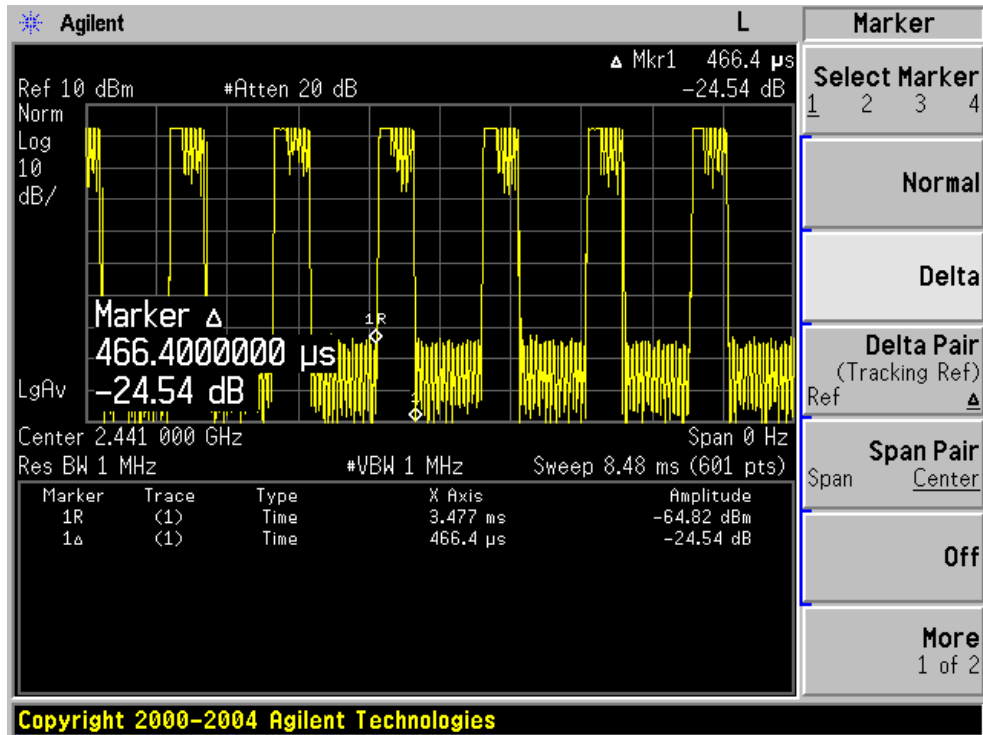 Agilent
L
Marker
Δ Mkr1 466.4 µs
Ref 10 dBm #Atten 20 dB -24.54 dB
Norm
Log
10
dB/
Marker Δ
466.4000000 µs
-24.54 dB
1R
1
LgAv
Center 2.441 000 GHz Span 0 Hz
Res BW 1 MHz #VBW 1 MHz Sweep 8.48 ms (601 pts)
Marker Trace Type X Axis Amplitude
1R (1) Time 3.477 ms -64.82 dBm
1Δ (1) Time 466.4 µs -24.54 dB
Select Marker
1 2 3 4
Normal
Delta
Delta Pair
(Tracking Ref)
Ref Δ
Span Pair
Span Center
Off
More
1 of 2
Copyright 2000-2004 Agilent Technologies